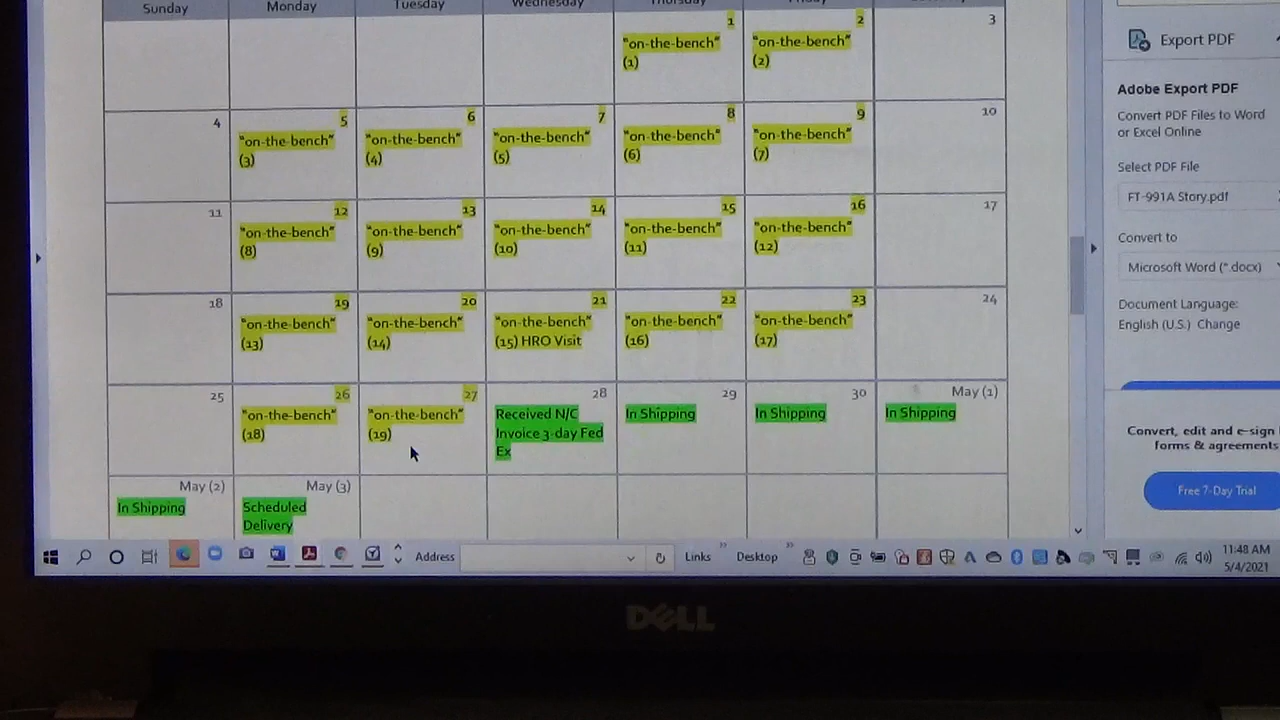 Sunday Monday Tuesday Wednesday Thursday
1 2 3
"on-the-bench" "on-the-bench"
(1) (2)
4 5 6 7 8 9 10
"on-the-bench" "on-the-bench" "on-the-bench" "on-the-bench" "on-the-bench"
(3) (4) (5) (6) (7)
11 12 13 14 15 16 17
"on-the-bench" "on-the-bench" "on-the-bench" "on-the-bench" "on-the-bench"
(8) (9) (10) (11) (12)
18 19 20 21 22 23 24
"on-the-bench" "on-the-bench" "on-the-bench" "on-the-bench" "on-the-bench"
(13) (14) (15) HRO Visit (16) (17)
25 26 27 28 29 30 May (1)
"on-the-bench" "on-the-bench" Received N/C In Shipping In Shipping In Shipping
(18) (19) Invoice 3-day Fed
Ex
May (2) May (3)
In Shipping Scheduled
Delivery
Export PDF
Adobe Export PDF
Convert PDF Files to Word
or Excel Online
Select PDF File
FT-991A Story.pdf
Convert to
Microsoft Word (*.docx)
Document Language:
English (U.S.) Change
Convert, edit and e-sign
forms & agreements
Free 7-Day Trial
Address Links Desktop
11:48 AM
5/4/2021
DELL